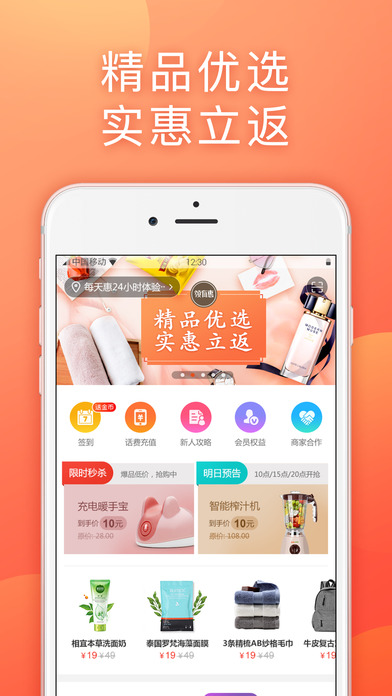 精品优选
实惠立返
中国移动
12:30
每天惠24小时体验···
领有惠
精品优选
实惠立返
MODERN
MUSE
送金币
签到
话费充值
新人攻略
会员权益
商家合作
限时秒杀
爆品低价，抢购中
明日预告
10点/15点/20点开抢
充电暖手宝
到手价 10元
原价: 28.00
智能榨汁机
到手价 10元
原价: 108.00
相宜本草洗面奶
¥19 ¥49
泰国罗梵海藻面膜
¥19 ¥49
3条精梳AB纱格毛巾
¥19 ¥49
牛皮复古
¥19